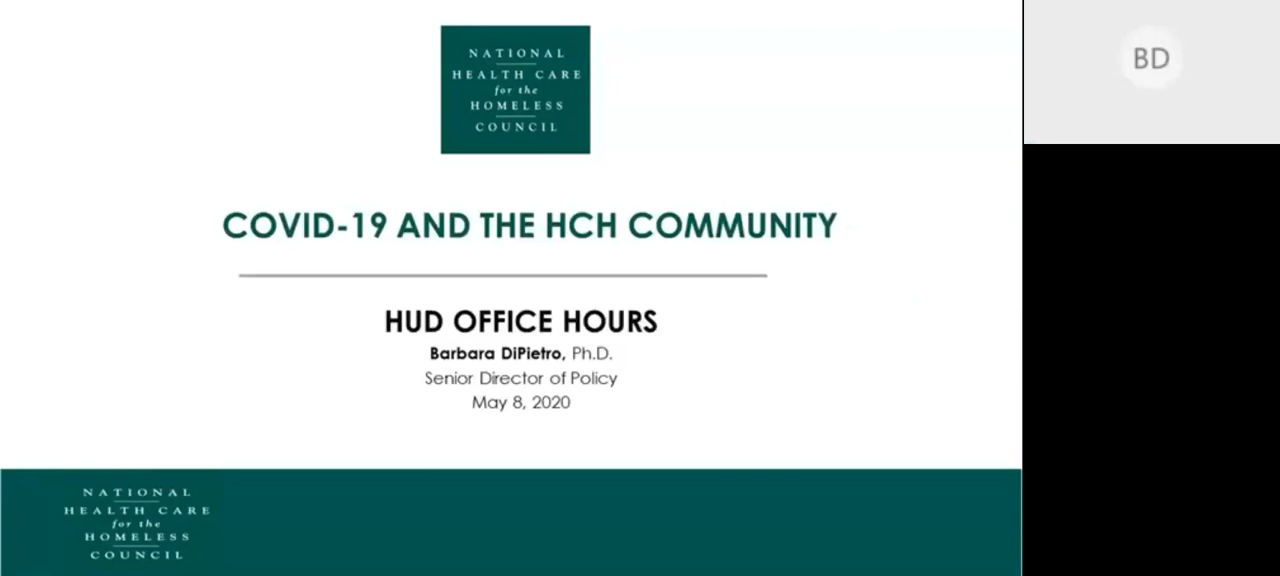 NATIONAL
HEALTH CARE
for the
HOMELESS
COUNCIL
BD
COVID-19 AND THE HCH COMMUNITY
HUD OFFICE HOURS
Barbara DiPietro, Ph.D.
Senior Director of Policy
May 8, 2020
NATIONAL
HEALTH CARE
for the
HOMELESS
COUNCIL